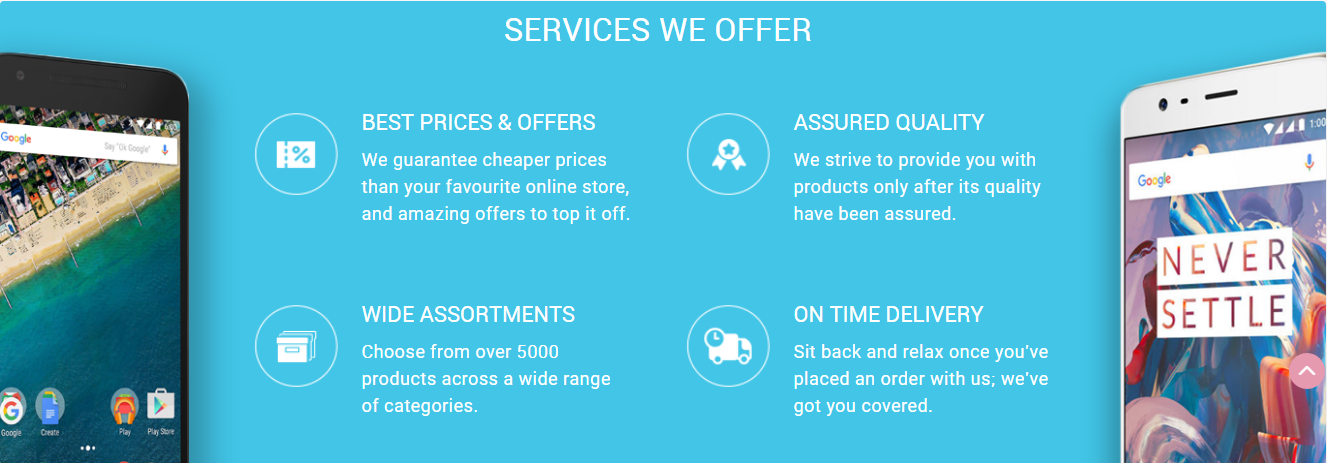 SERVICES WE OFFER
BEST PRICES & OFFERS
We guarantee cheaper prices
than your favourite online store,
and amazing offers to top it off.
ASSURED QUALITY
We strive to provide you with
products only after its quality
have been assured.
WIDE ASSORTMENTS
Choose from over 5000
products across a wide range
of categories.
ON TIME DELIVERY
Sit back and relax once you've
placed an order with us; we've
got you covered.
6:00
Google
Say "Ok Google"
G
Google
Create
Play
Play Store
1:00
Google
NEVER
SETTLE